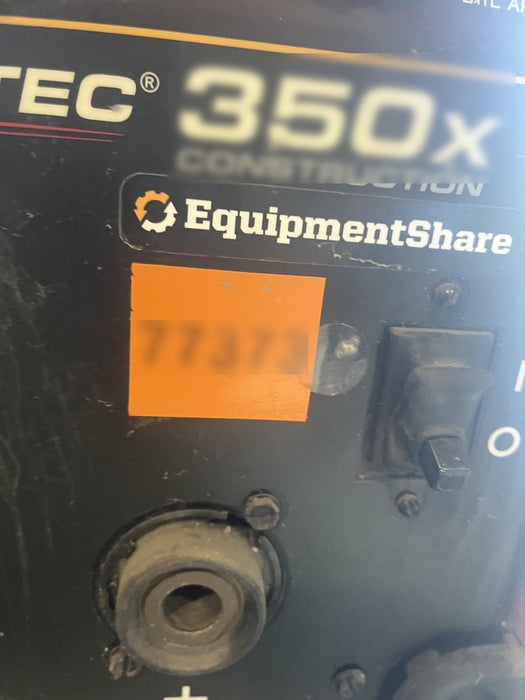 TEC® 350x
CONSTRUCTION
EquipmentShare
77373
O
+